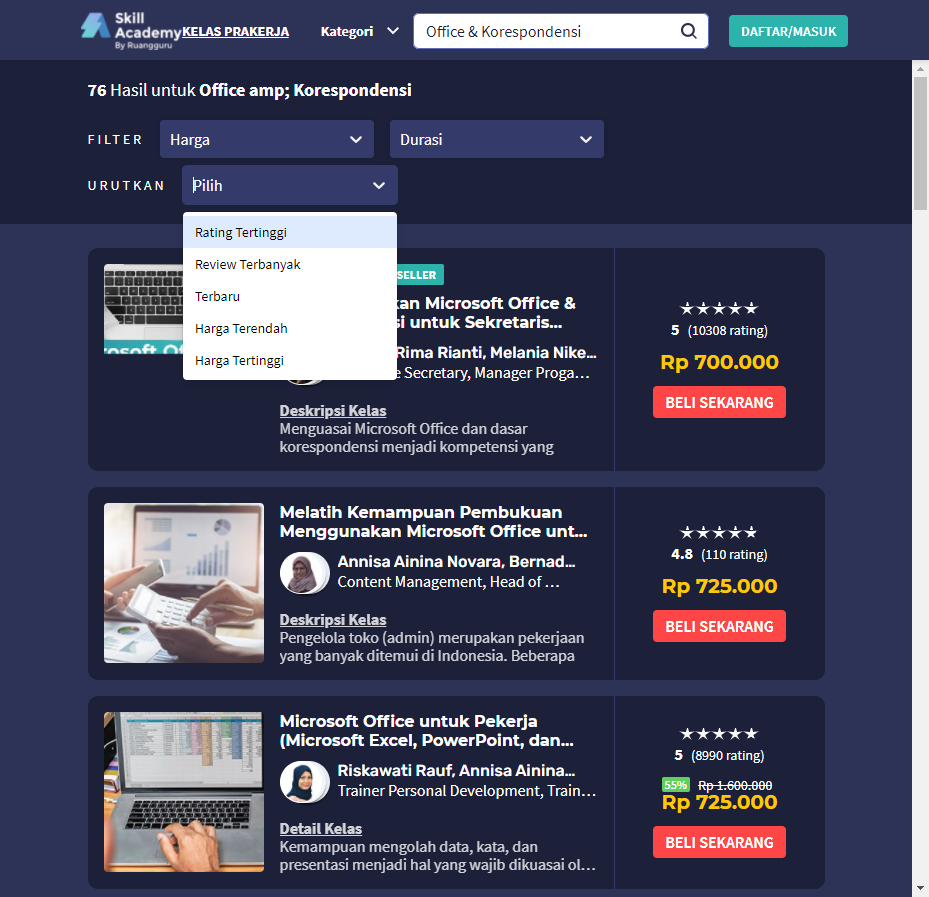 Skill
Academy
By Ruangguru
KELAS PRAKERJA
Kategori
Office & Korespondensi
DAFTAR/MASUK
76 Hasil untuk Office amp; Korespondensi
FILTER
Harga
Durasi
URUTKAN
Pilih
Rating Tertinggi
Review Terbanyak
Terbaru
Harga Terendah
Harga Tertinggi
SELLER
kan Microsoft Office &
si untuk Sekretaris...
Rima Rianti, Melania Nike...
e Secretary, Manager Proga...
Deskripsi Kelas
Menguasai Microsoft Office dan dasar
korespondensi menjadi kompetensi yang
5 (10308 rating)
Rp 700.000
BELI SEKARANG
Melatih Kemampuan Pembukuan
Menggunakan Microsoft Office unt...
Annisa Ainina Novara, Bernad...
Content Management, Head of ...
Deskripsi Kelas
Pengelola toko (admin) merupakan pekerjaan
yang banyak ditemui di Indonesia. Beberapa
4.8 (110 rating)
Rp 725.000
BELI SEKARANG
Microsoft Office untuk Pekerja
(Microsoft Excel, PowerPoint, dan...
Riskawati Rauf, Annisa Ainina...
Trainer Personal Development, Train...
Detail Kelas
Kemampuan mengolah data, kata, dan
presentasi menjadi hal yang wajib dikuasai ol...
5 (8990 rating)
55% Rp 1.600.000
Rp 725.000
BELI SEKARANG